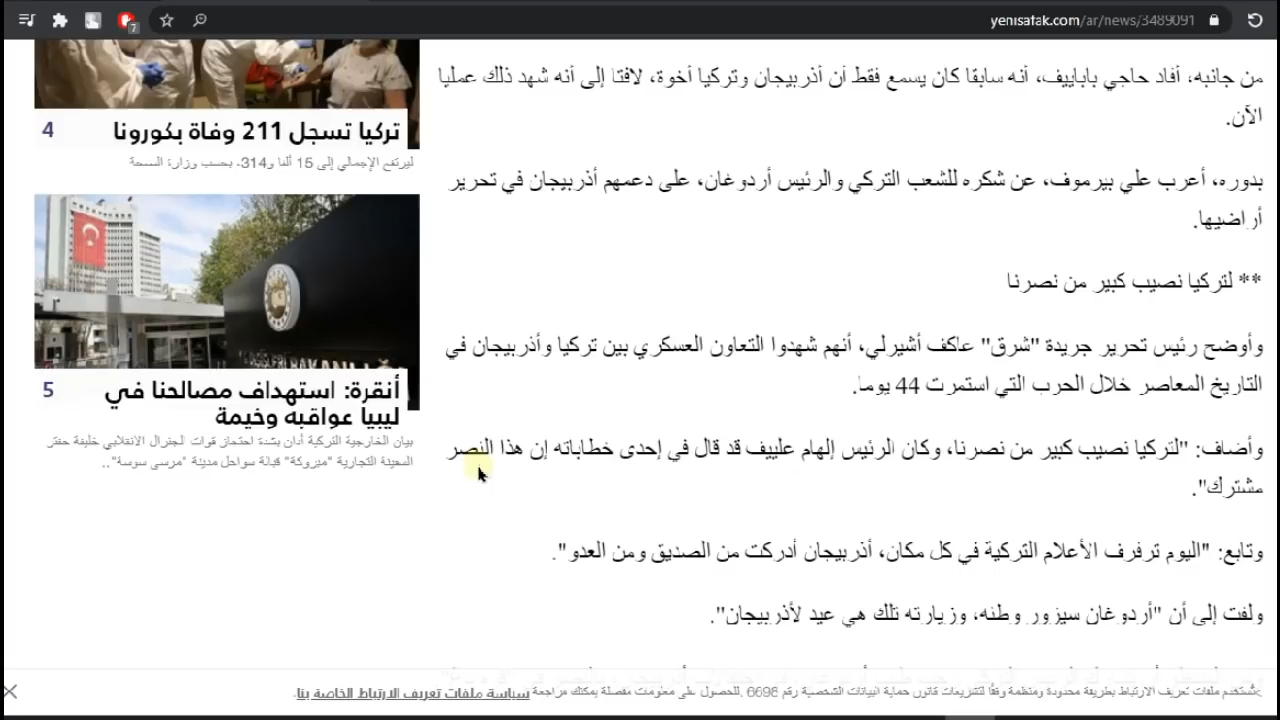 yenisafak.com/ar/news/3489091
7
من جانبه، أفاد حاجي باباييف، أنه سابقا كان يسمع فقط أن أذربيجان وتركيا أخوة، لافتا إلى أنه شهد ذلك عمليا
الآن.
بدوره، أعرب علي بيرموف، عن شكره للشعب التركي والرئيس أردوغان، على دعمهم أذربيجان في تحرير
أراضيها.
** لتركيا نصيب كبير من نصرنا
وأوضح رئيس تحرير جريدة "شرق" عاكف أشيرلي، أنهم شهدوا التعاون العسكري بين تركيا وأذربيجان في
التاريخ المعاصر خلال الحرب التي استمرت 44 يوما.
وأضاف: "لتركيا نصيب كبير من نصرنا، وكان الرئيس إلهام علييف قد قال في إحدى خطاباته إن هذا النصر
مشترك".
وتابع: "اليوم ترفرف الأعلام التركية في كل مكان، أذربيجان أدركت من الصديق ومن العدو".
ولفت إلى أن "أردوغان سيزور وطنه، وزيارته تلك هي عيد لأذربيجان".
تركيا تسجل 211 وفاة بكورونا
4
ليرتفع الإجمالي إلى 15 ألفا و314، بحسب وزارة الصحة
أنقرة: استهداف مصالحنا في
5
ليبيا عواقبه وخيمة
بيان الخارجية التركية أدان بشدة احتجاز قوات الجنرال الانقلابي خليفة حفتر
السفينة التجارية "مبروكة" قبالة سواحل مدينة "مرسى سوسة"..
نستخدم ملفات تعريف الارتباط بطريقة محدودة ومنظمة وفقًا لتشريعات قانون حماية البيانات الشخصية رقم 6698 .للحصول على معلومات مفصلة يمكنك مراجعة سياسة ملفات تعريف الارتباط الخاصة بنا.